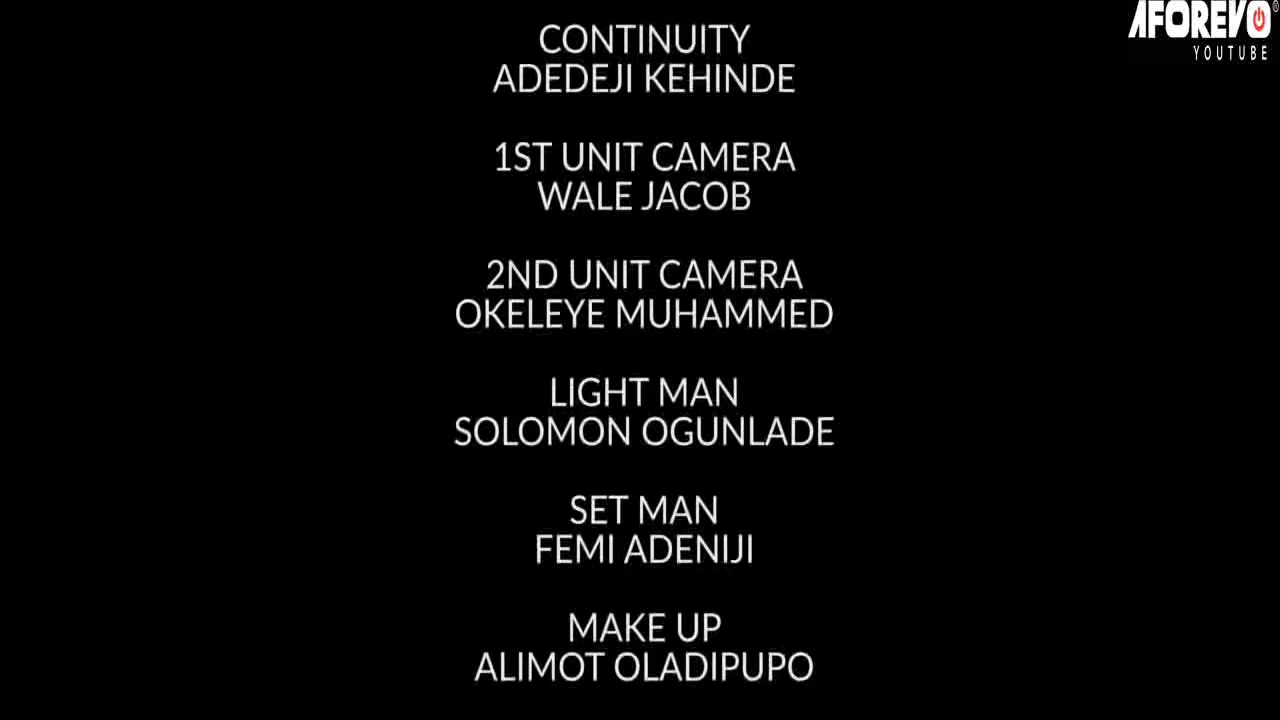 AFOREVO®
YOUTUBE
CONTINUITY
ADEDEJI KEHINDE
1ST UNIT CAMERA
WALE JACOB
2ND UNIT CAMERA
OKELEYE MUHAMMED
LIGHT MAN
SOLOMON OGUNLADE
SET MAN
FEMI ADENIJI
MAKE UP
ALIMOT OLADIPUPO